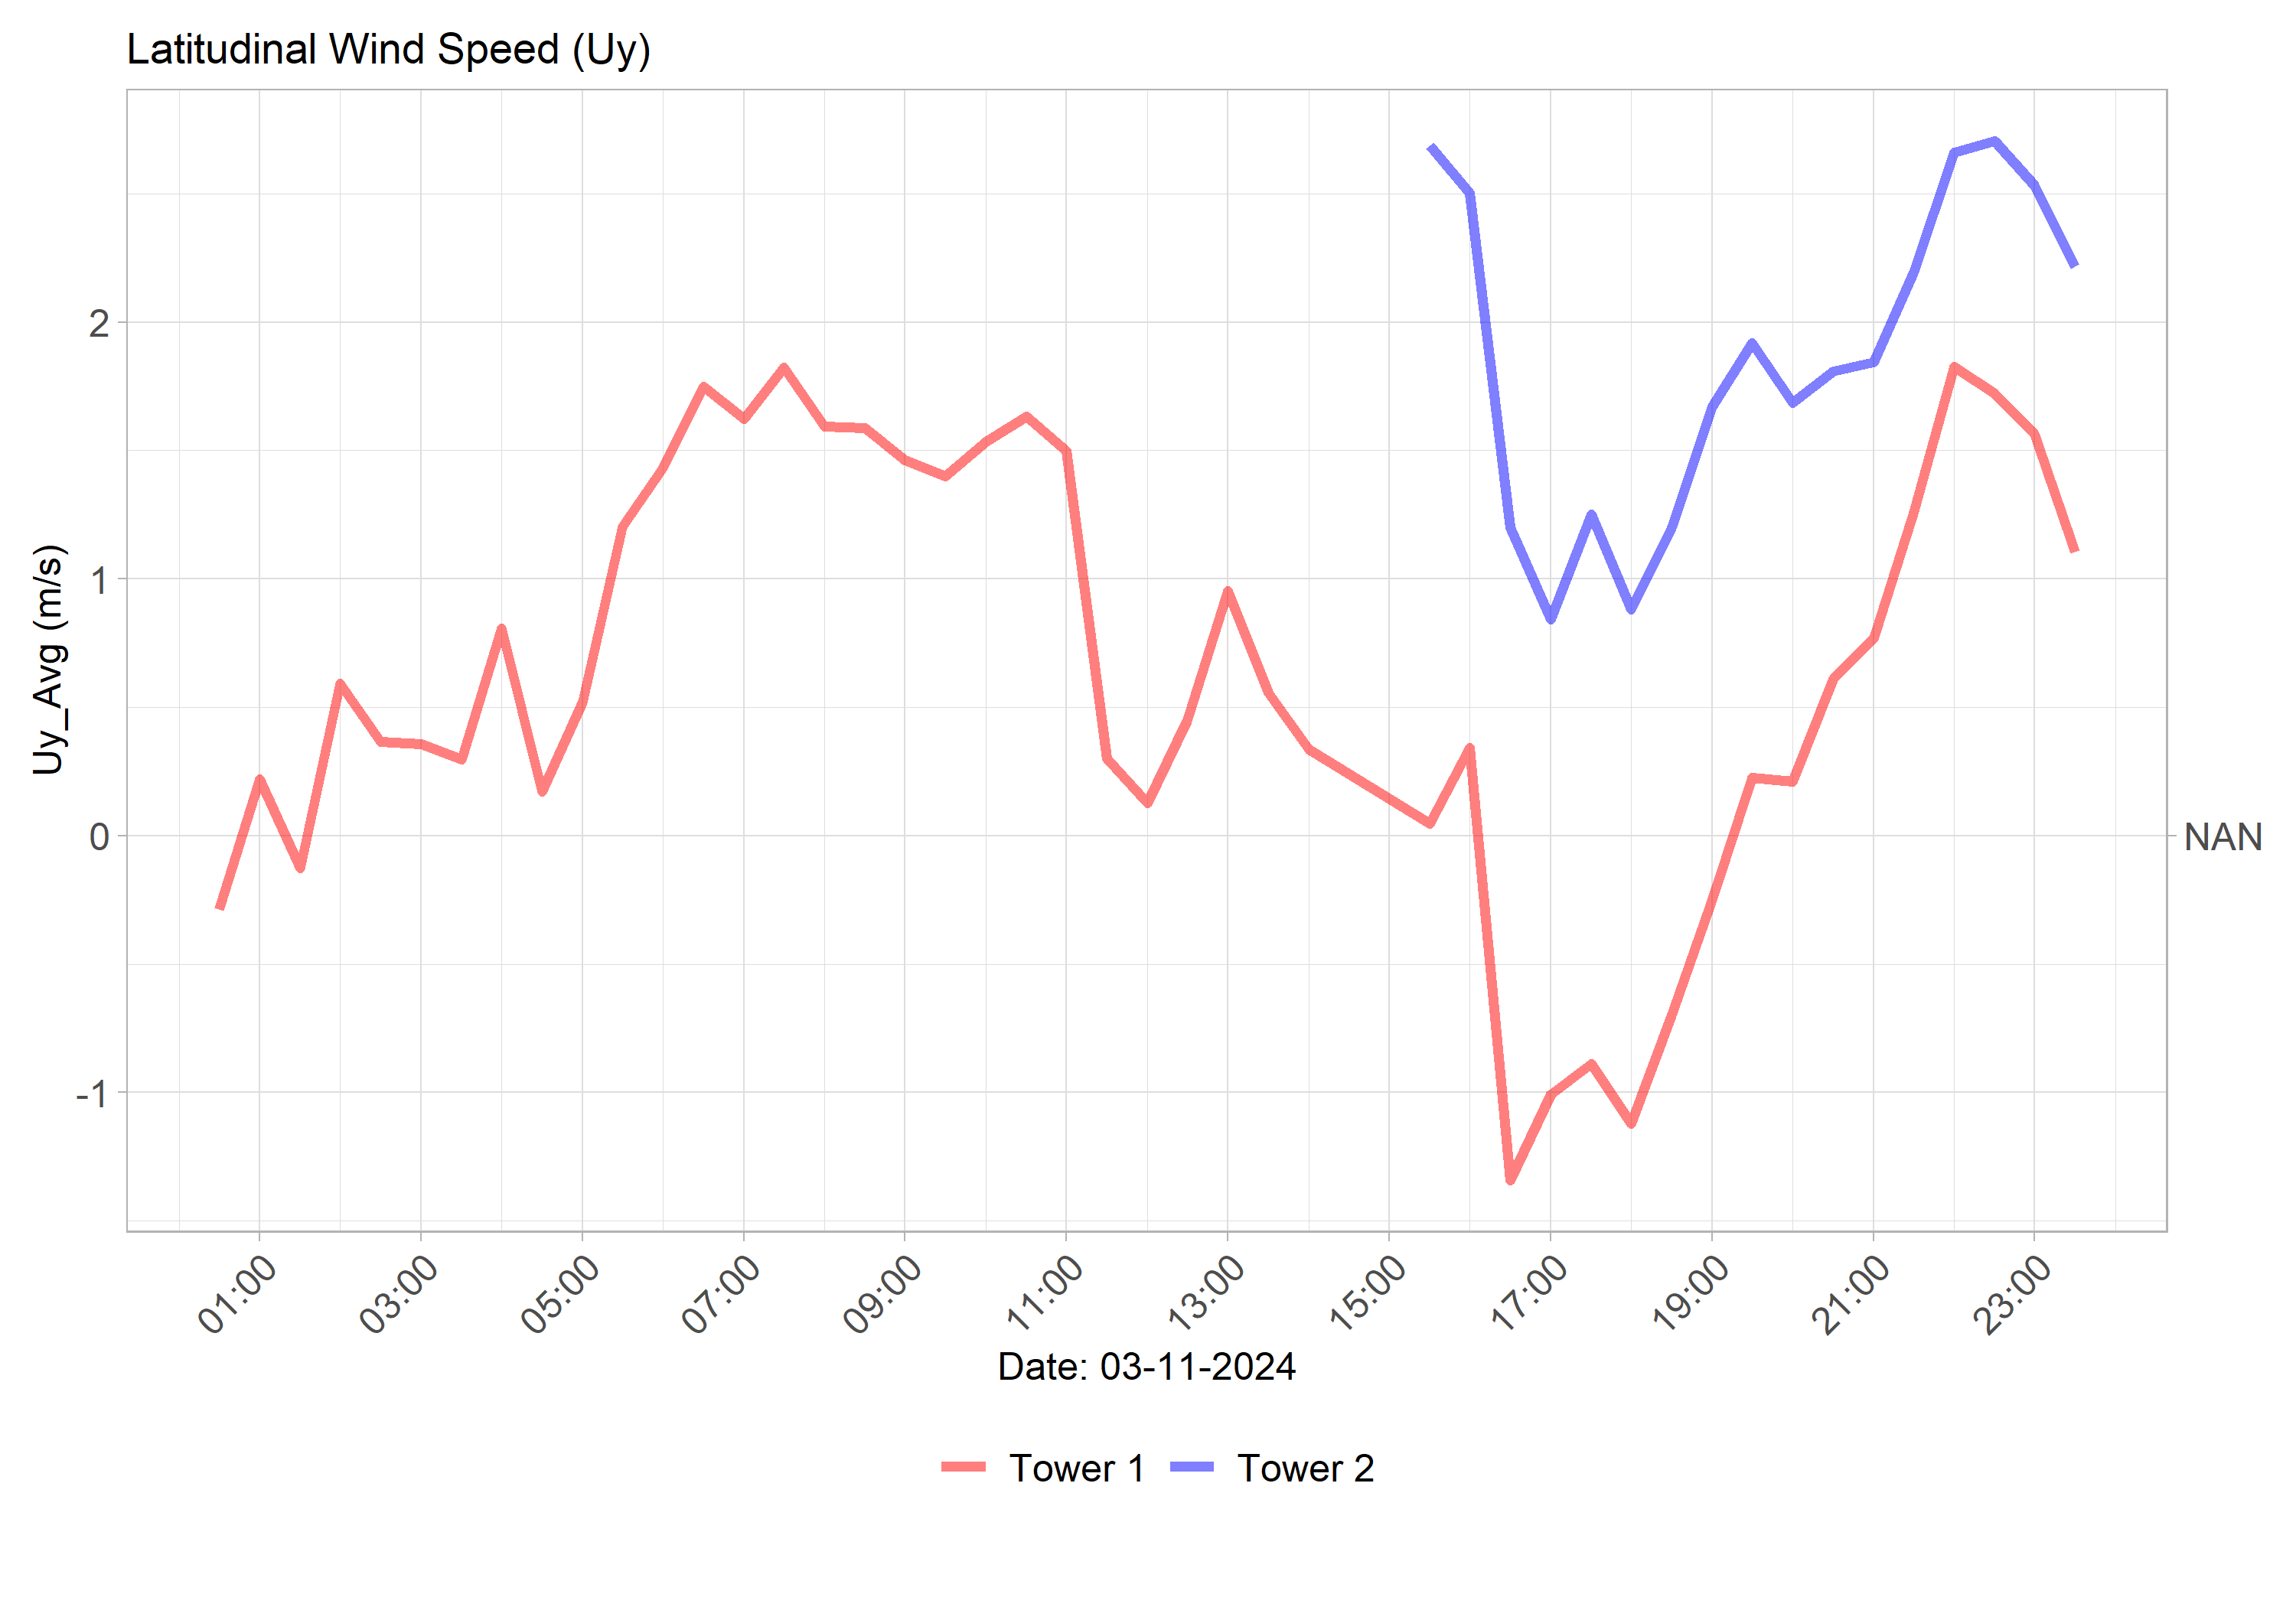 Latitudinal Wind Speed (Uy)
Uy_Avg (m/s)
2
1
0
-1
NAN
01:00 03:00 05:00 07:00 09:00 11:00 13:00 15:00 17:00 19:00 21:00 23:00
Date: 03-11-2024
Tower 1 Tower 2